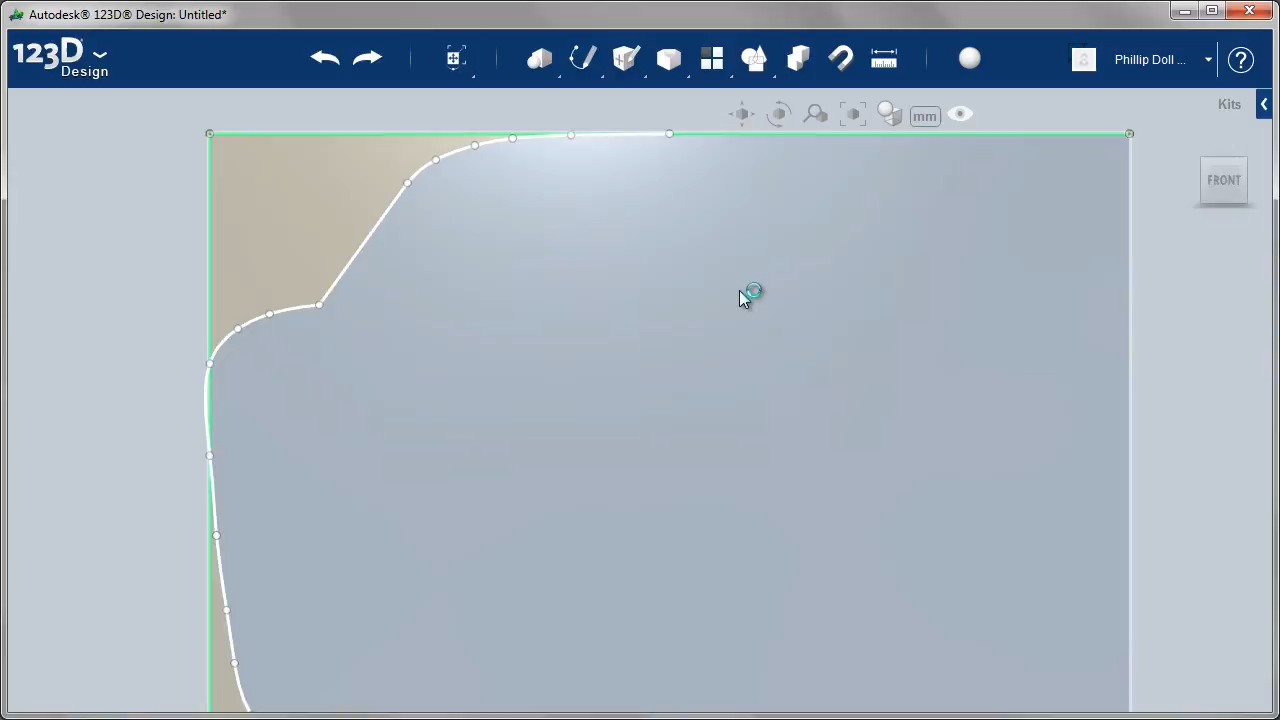 Autodesk® 123D® Design: Untitled*
123D
Design
Phillip Doll ...
?
Kits
mm
FRONT